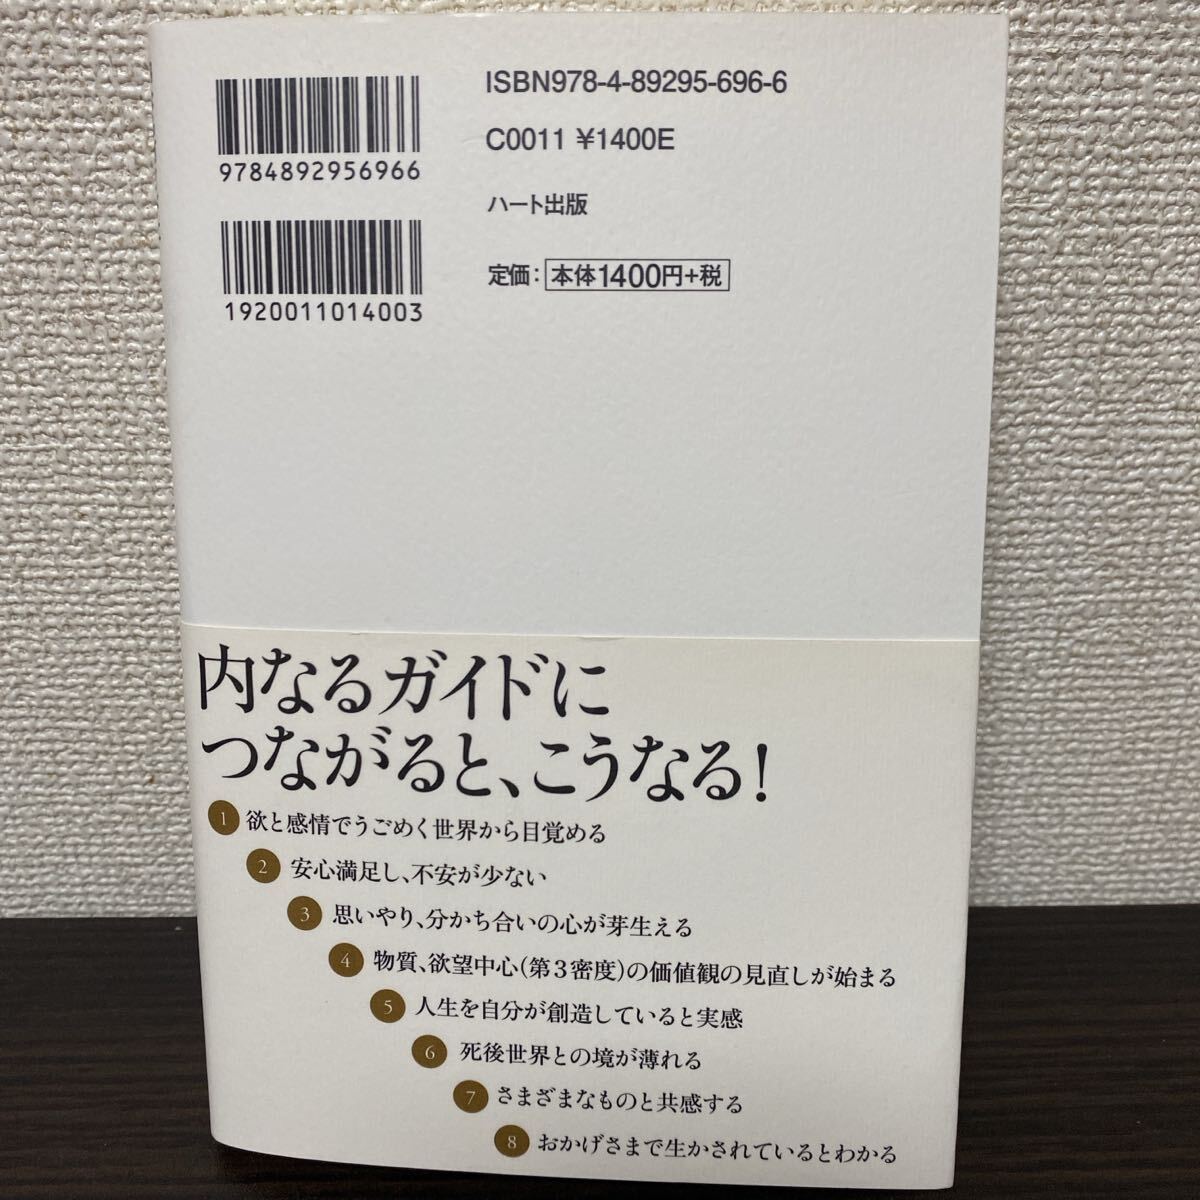 9784892956966
1920011014003
ISBN978-4-89295-696-6
C0011 ¥1400E
ハート出版
定価：本体1400円+税
内なるガイドに
つながると、こうなる！
1 欲と感情でうごめく世界から目覚める
2 安心満足し、不安が少ない
3 思いやり、分かち合いの心が芽生える
4 物質、欲望中心（第３密度）の価値観の見直しが始まる
5 人生を自分が創造していると実感
6 死後世界との境が薄れる
7 さまざまなものと共感する
8 おかげさまで生かされているとわかる